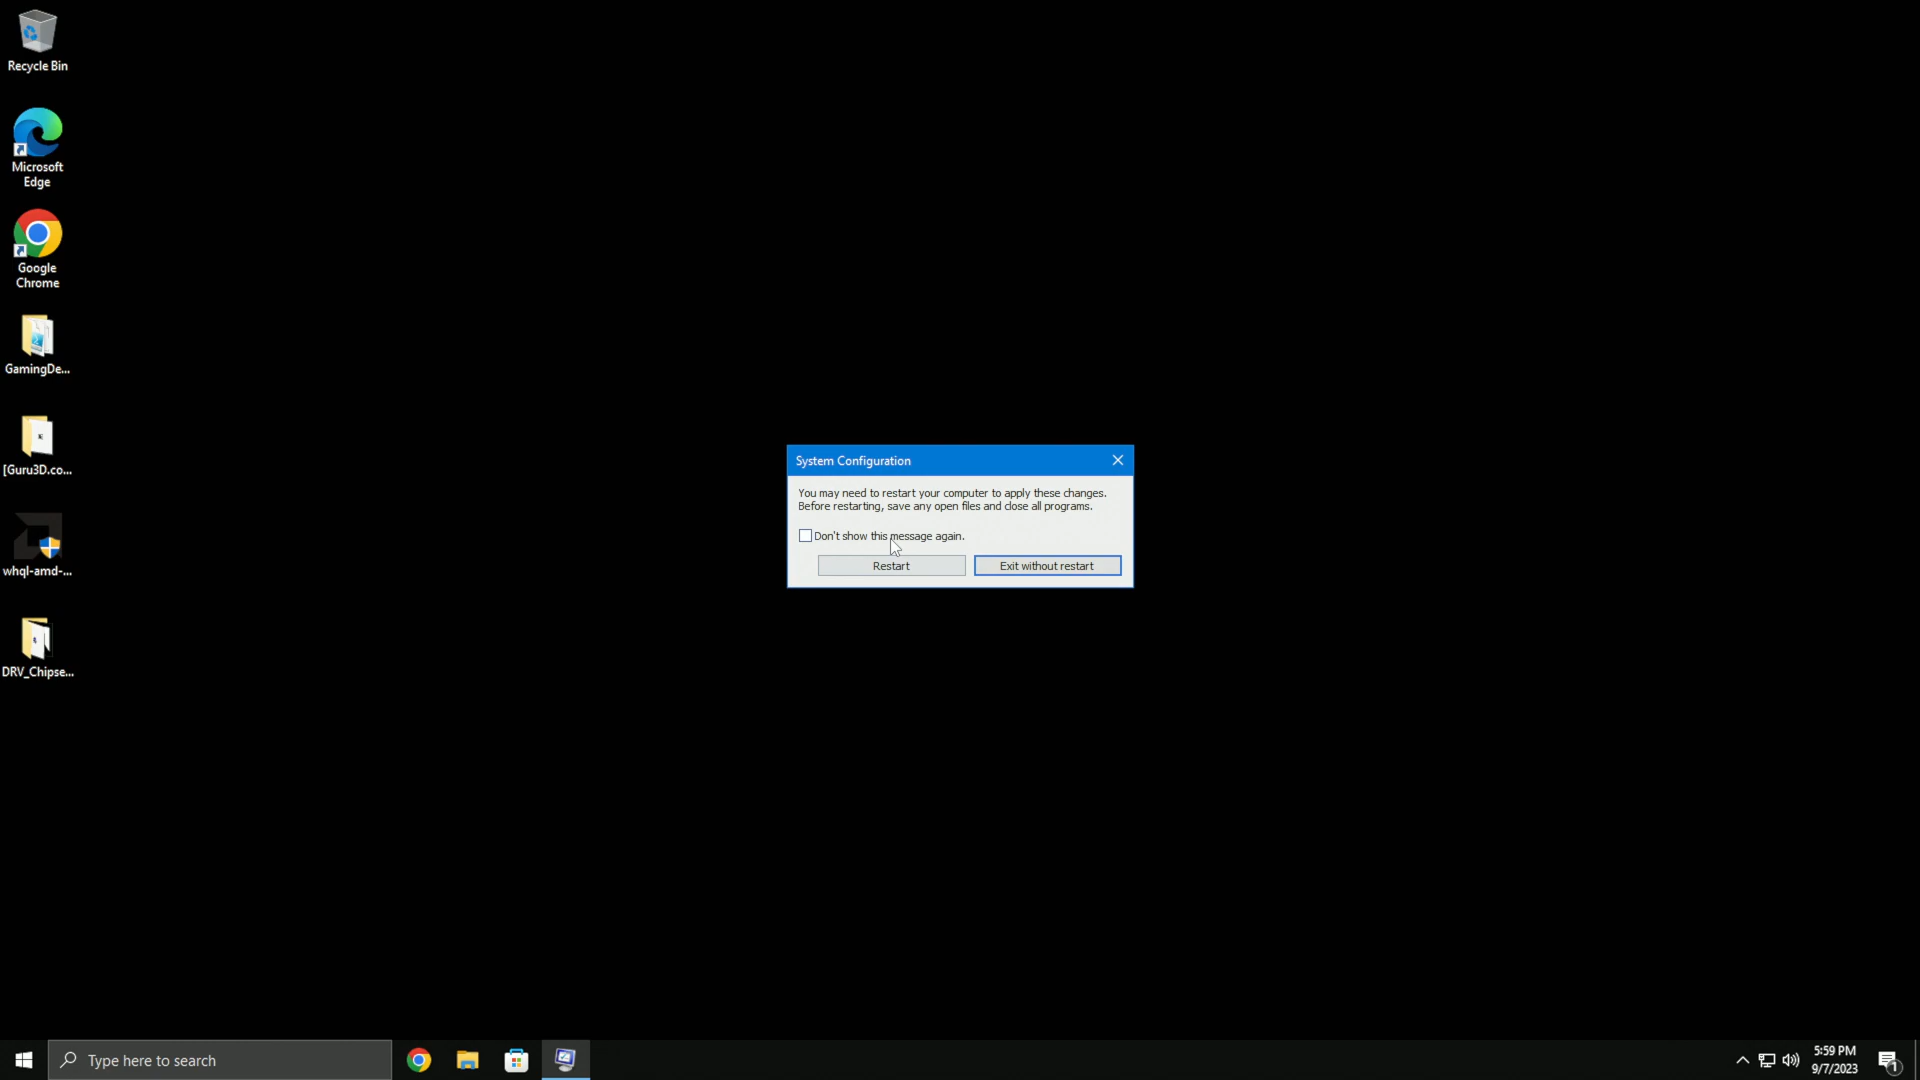 Recycle Bin
Microsoft
Edge
Google
Chrome
GamingDe...
[Guru3D.co...
whql-amd-...
DRV_Chipse...
System Configuration
You may need to restart your computer to apply these changes.
Before restarting, save any open files and close all programs.
Don't show this message again.
Restart
Exit without restart
Type here to search
5:59 PM
9/7/2023
1